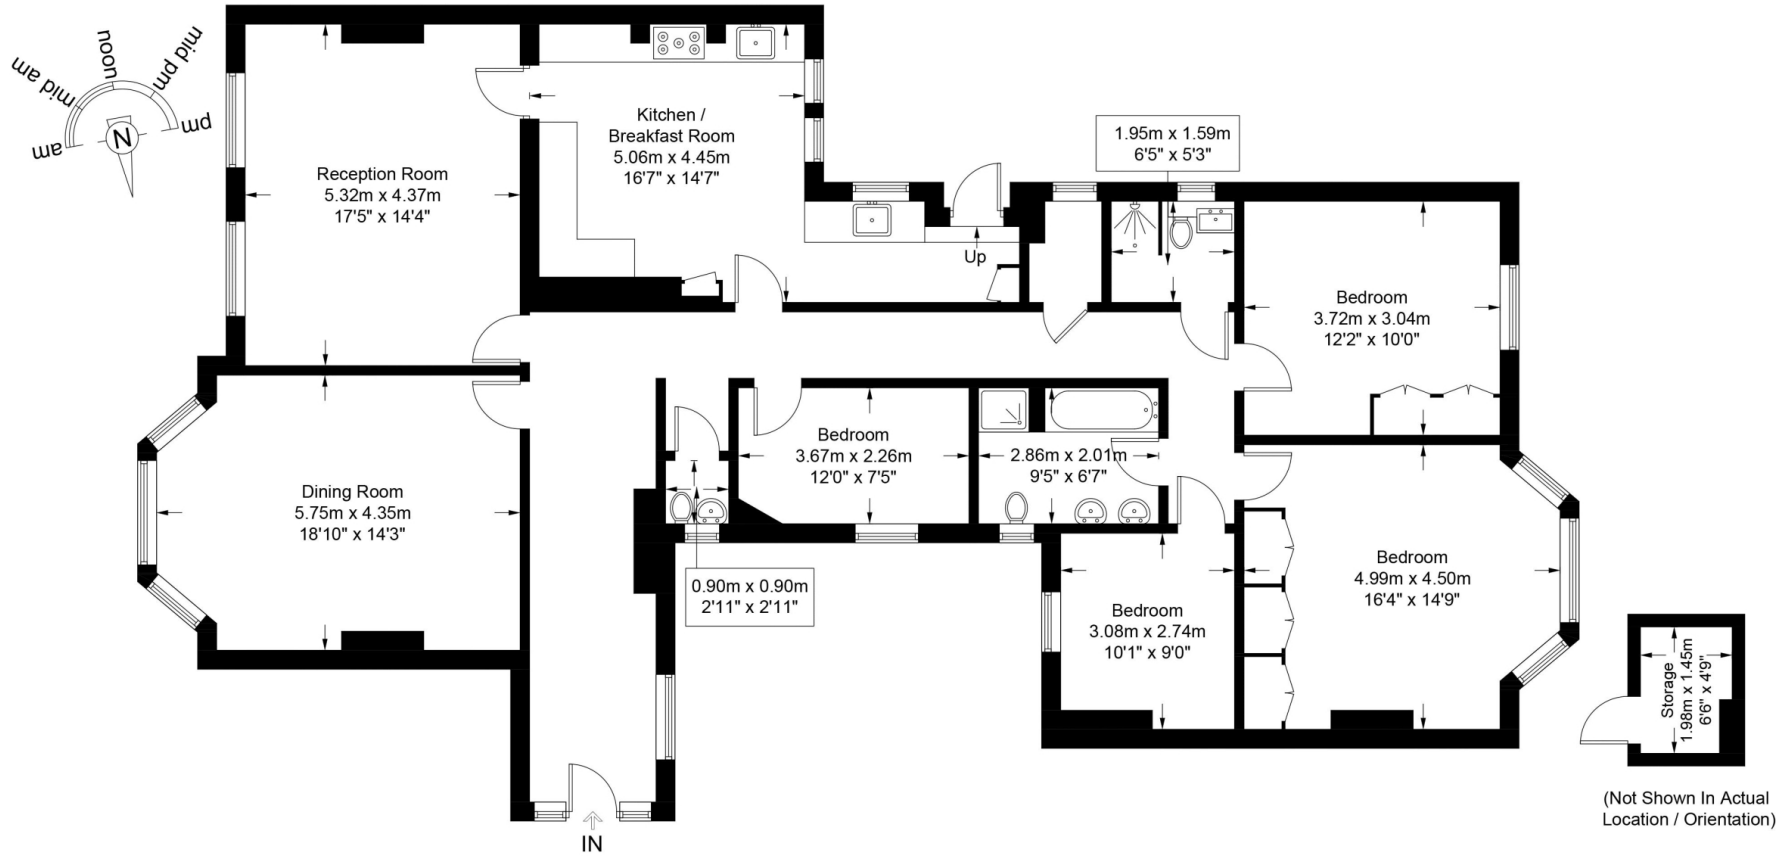 am
mid am
noon
mid pm
pm
N
Reception Room
5.32m x 4.37m
17'5" x 14'4"
Kitchen /
Breakfast Room
5.06m x 4.45m
16'7" x 14'7"
Up
1.95m x 1.59m
6'5" x 5'3"
Bedroom
3.72m x 3.04m
12'2" x 10'0"
Dining Room
5.75m x 4.35m
18'10" x 14'3"
Bedroom
3.67m x 2.26m
12'0" x 7'5"
2.86m x 2.01m
9'5" x 6'7"
0.90m x 0.90m
2'11" x 2'11"
Bedroom
3.08m x 2.74m
10'1" x 9'0"
Bedroom
4.99m x 4.50m
16'4" x 14'9"
Storage
1.98m x 1.45m
6'6" x 4'9"
(Not Shown In Actual
Location / Orientation)
IN